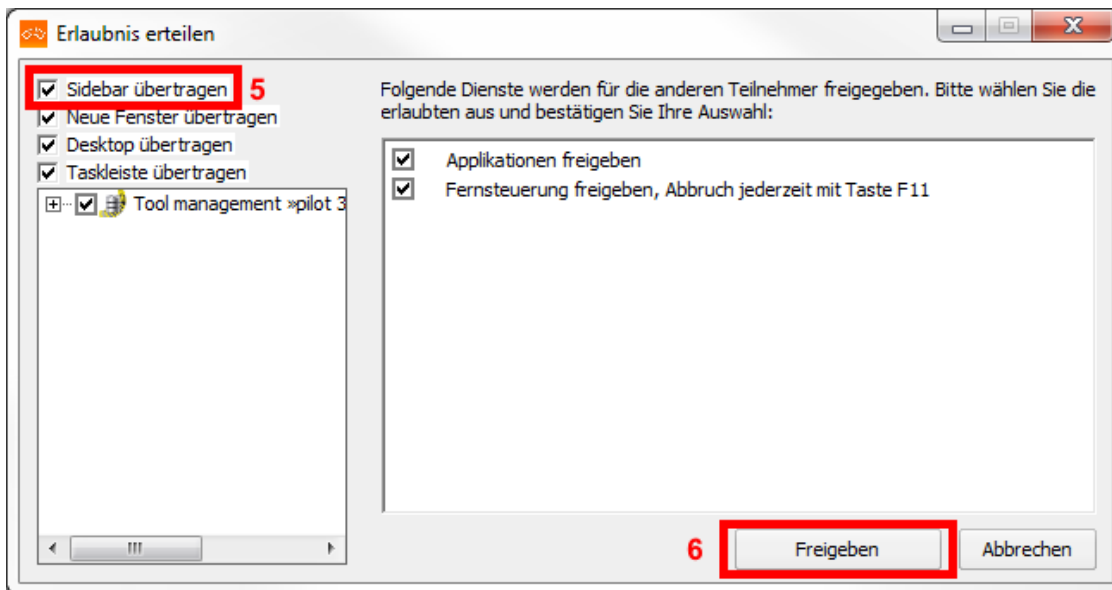 Erlaubnis erteilen
Sidebar übertragen 5
Neue Fenster übertragen
Desktop übertragen
Taskleiste übertragen
Tool management »pilot 3
Folgende Dienste werden für die anderen Teilnehmer freigegeben. Bitte wählen Sie die
erlaubten aus und bestätigen Sie Ihre Auswahl:
Applikationen freigeben
Fernsteuerung freigeben, Abbruch jederzeit mit Taste F11
6 Freigeben Abbrechen